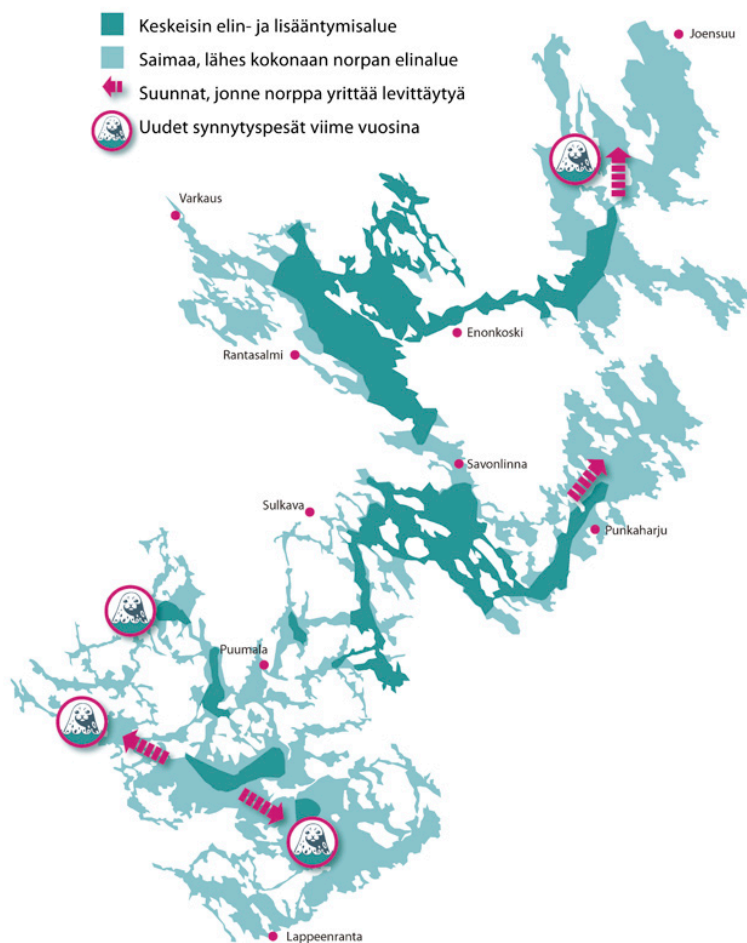 Keskeisin elin- ja lisääntymisalue
Saimaa, lähes kokonaan norpan elinalue
Suunnat, jonne norppa yrittää levittäytyä
Uudet synnytyspesät viime vuosina
Joensuu
Varkaus
Enonkoski
Rantasalmi
Savonlinna
Sulkava
Punkaharju
Puumala
Lappeenranta